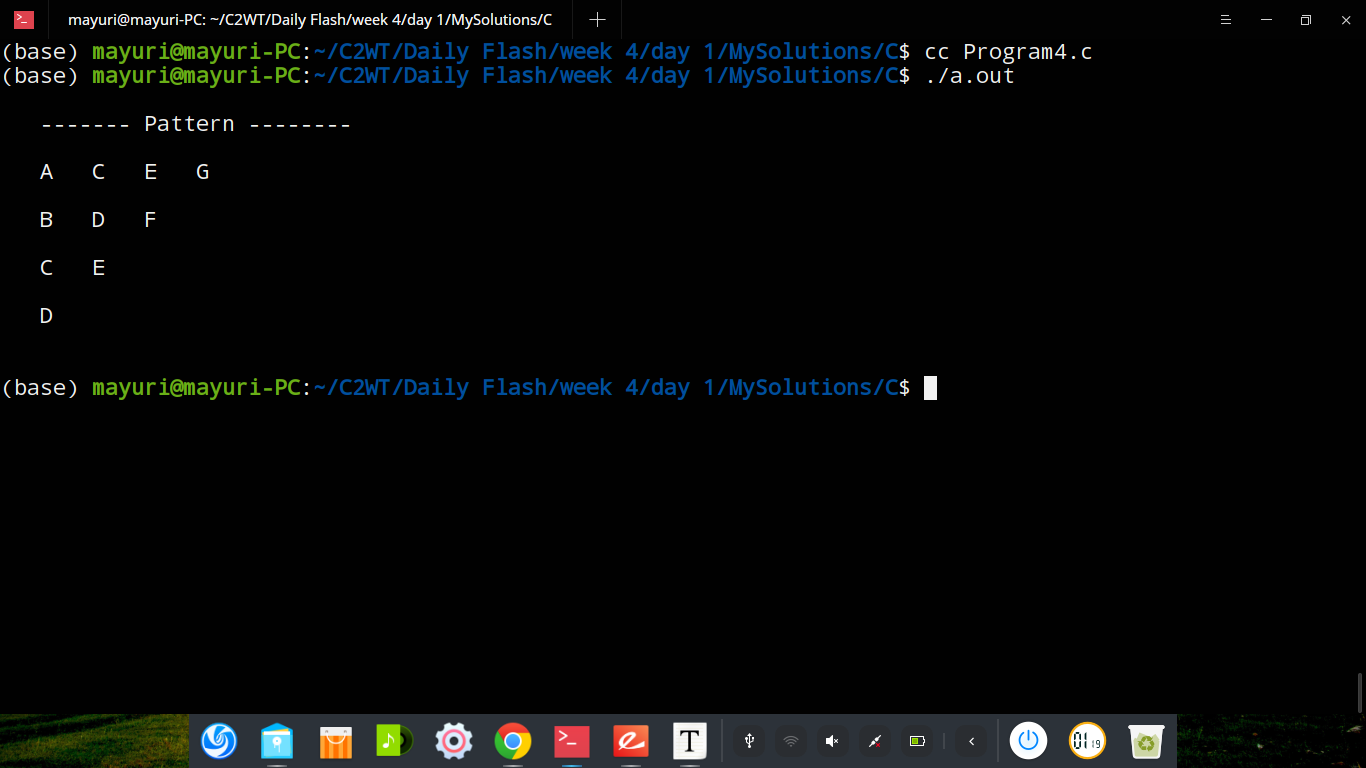 mayuri@mayuri-PC: ~/C2WT/Daily Flash/week 4/day 1/MySolutions/C
(base) mayuri@mayuri-PC:~/C2WT/Daily Flash/week 4/day 1/MySolutions/C$ cc Program4.c
(base) mayuri@mayuri-PC:~/C2WT/Daily Flash/week 4/day 1/MySolutions/C$ ./a.out
------- Pattern --------
A C E G
B D F
C E
D
(base) mayuri@mayuri-PC:~/C2WT/Daily Flash/week 4/day 1/MySolutions/C$
T
01 19